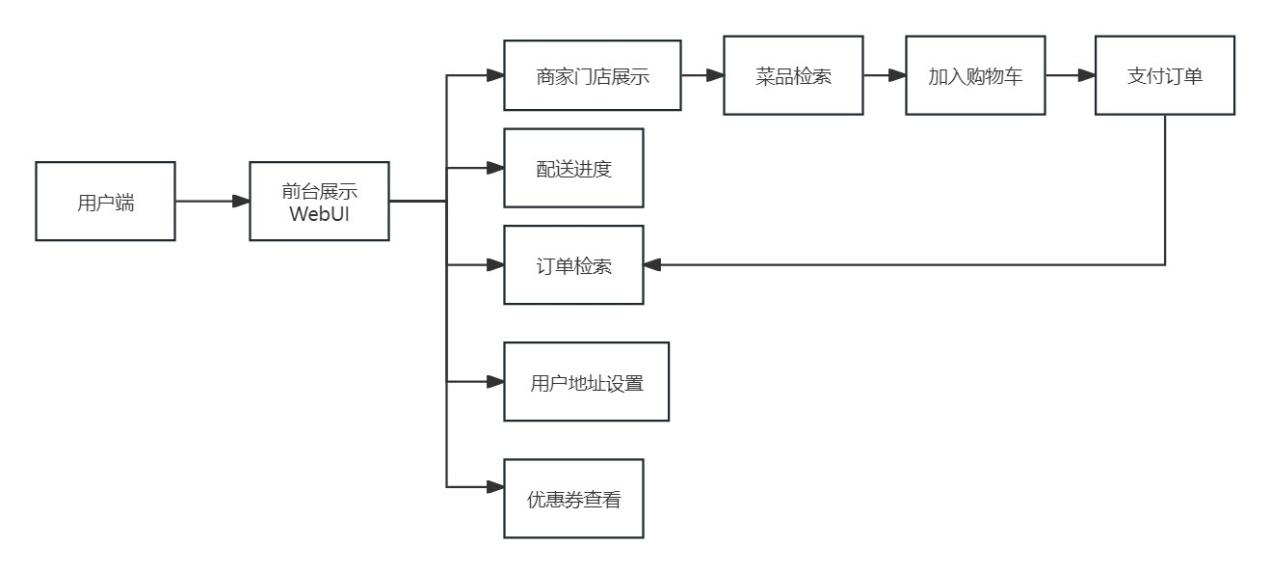 商家门店展示
菜品检索
加入购物车
支付订单
配送进度
用户端
前台展示
WebUI
订单检索
用户地址设置
优惠券查看